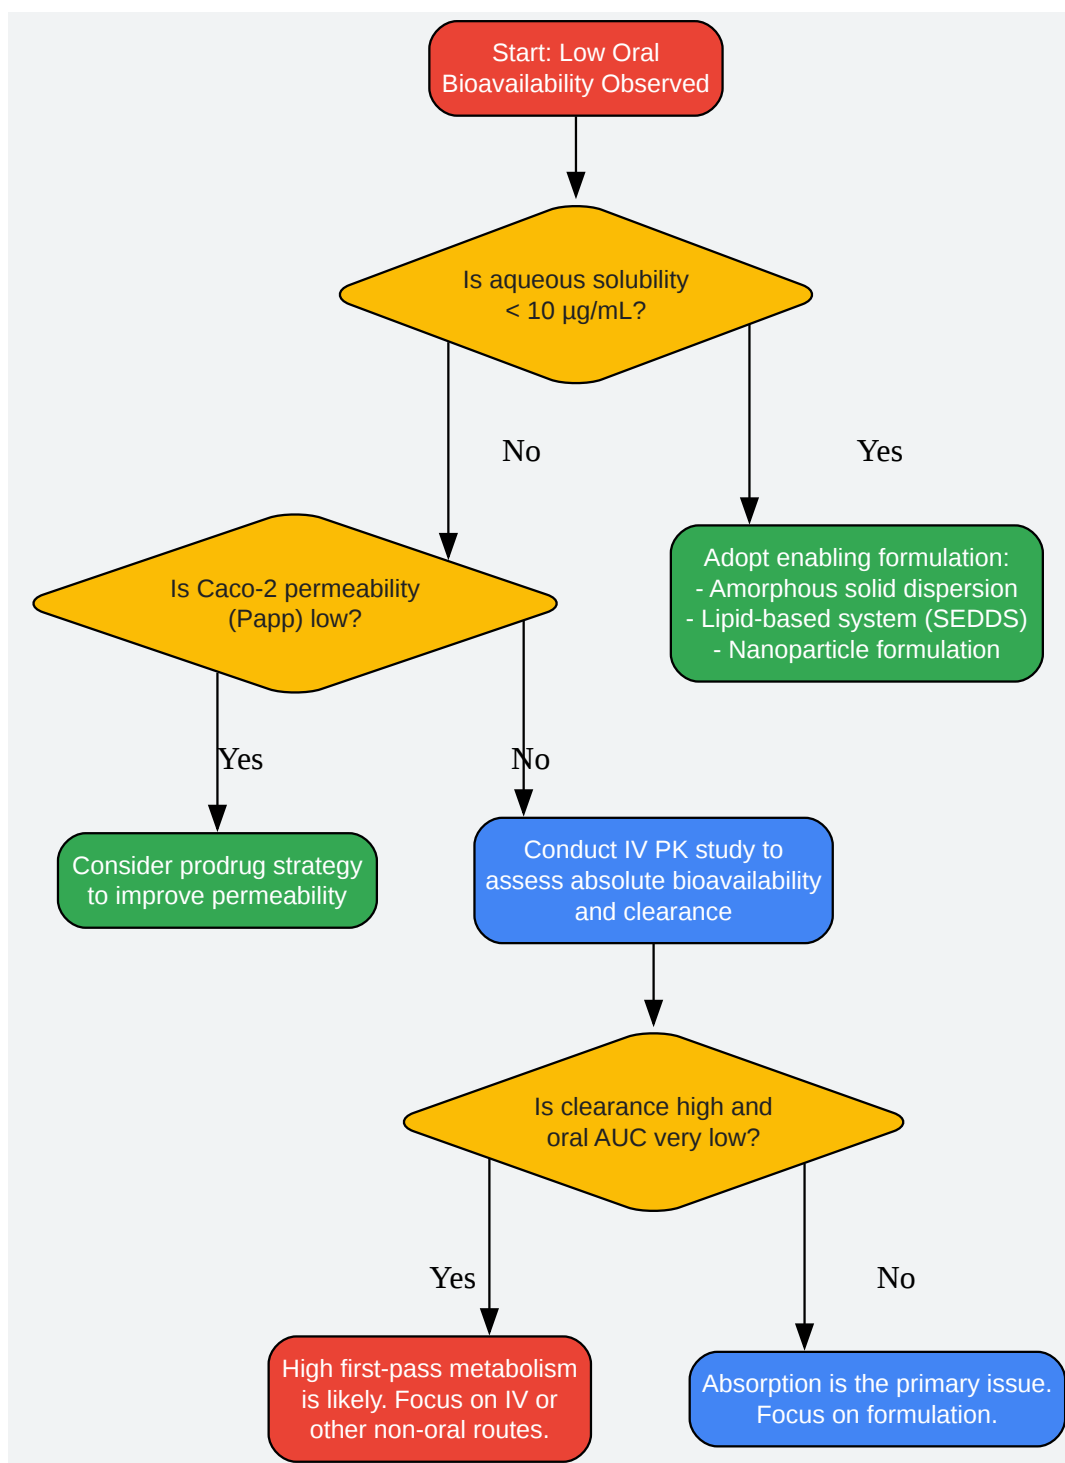 Start: Low Oral
Bioavailability Observed
Is aqueous solubility
< 10 µg/mL?
No
Yes
Adopt enabling formulation:
- Amorphous solid dispersion
- Lipid-based system (SEDDS)
- Nanoparticle formulation
Is Caco-2 permeability
(Papp) low?
Yes
No
Consider prodrug strategy
to improve permeability
Conduct IV PK study to
assess absolute bioavailability
and clearance
Is clearance high and
oral AUC very low?
Yes
No
High first-pass metabolism
is likely. Focus on IV or
other non-oral routes.
Absorption is the primary issue.
Focus on formulation.